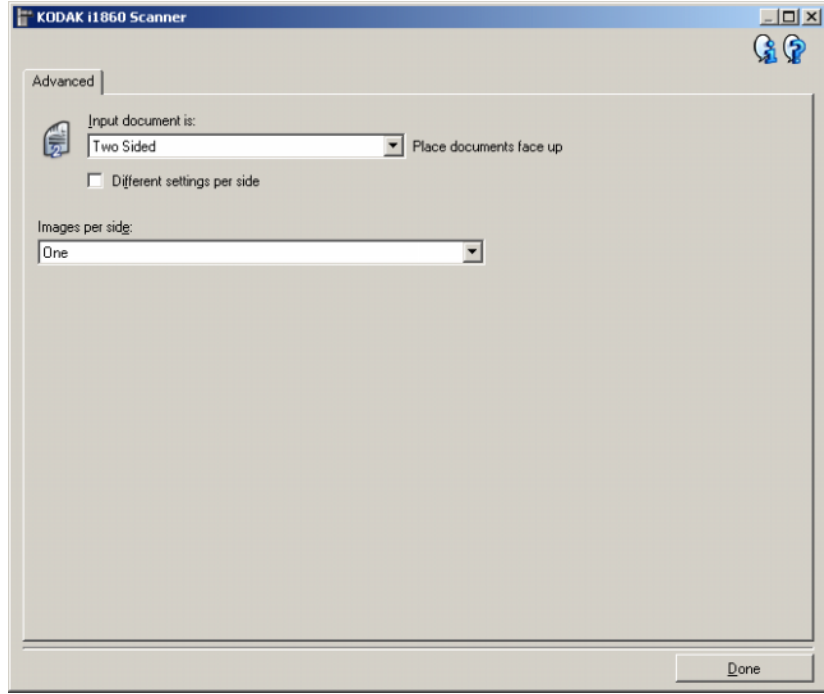 KODAK i1860 Scanner
Advanced
Input document is:
Two Sided Place documents face up
Different settings per side
Images per side:
One
Done